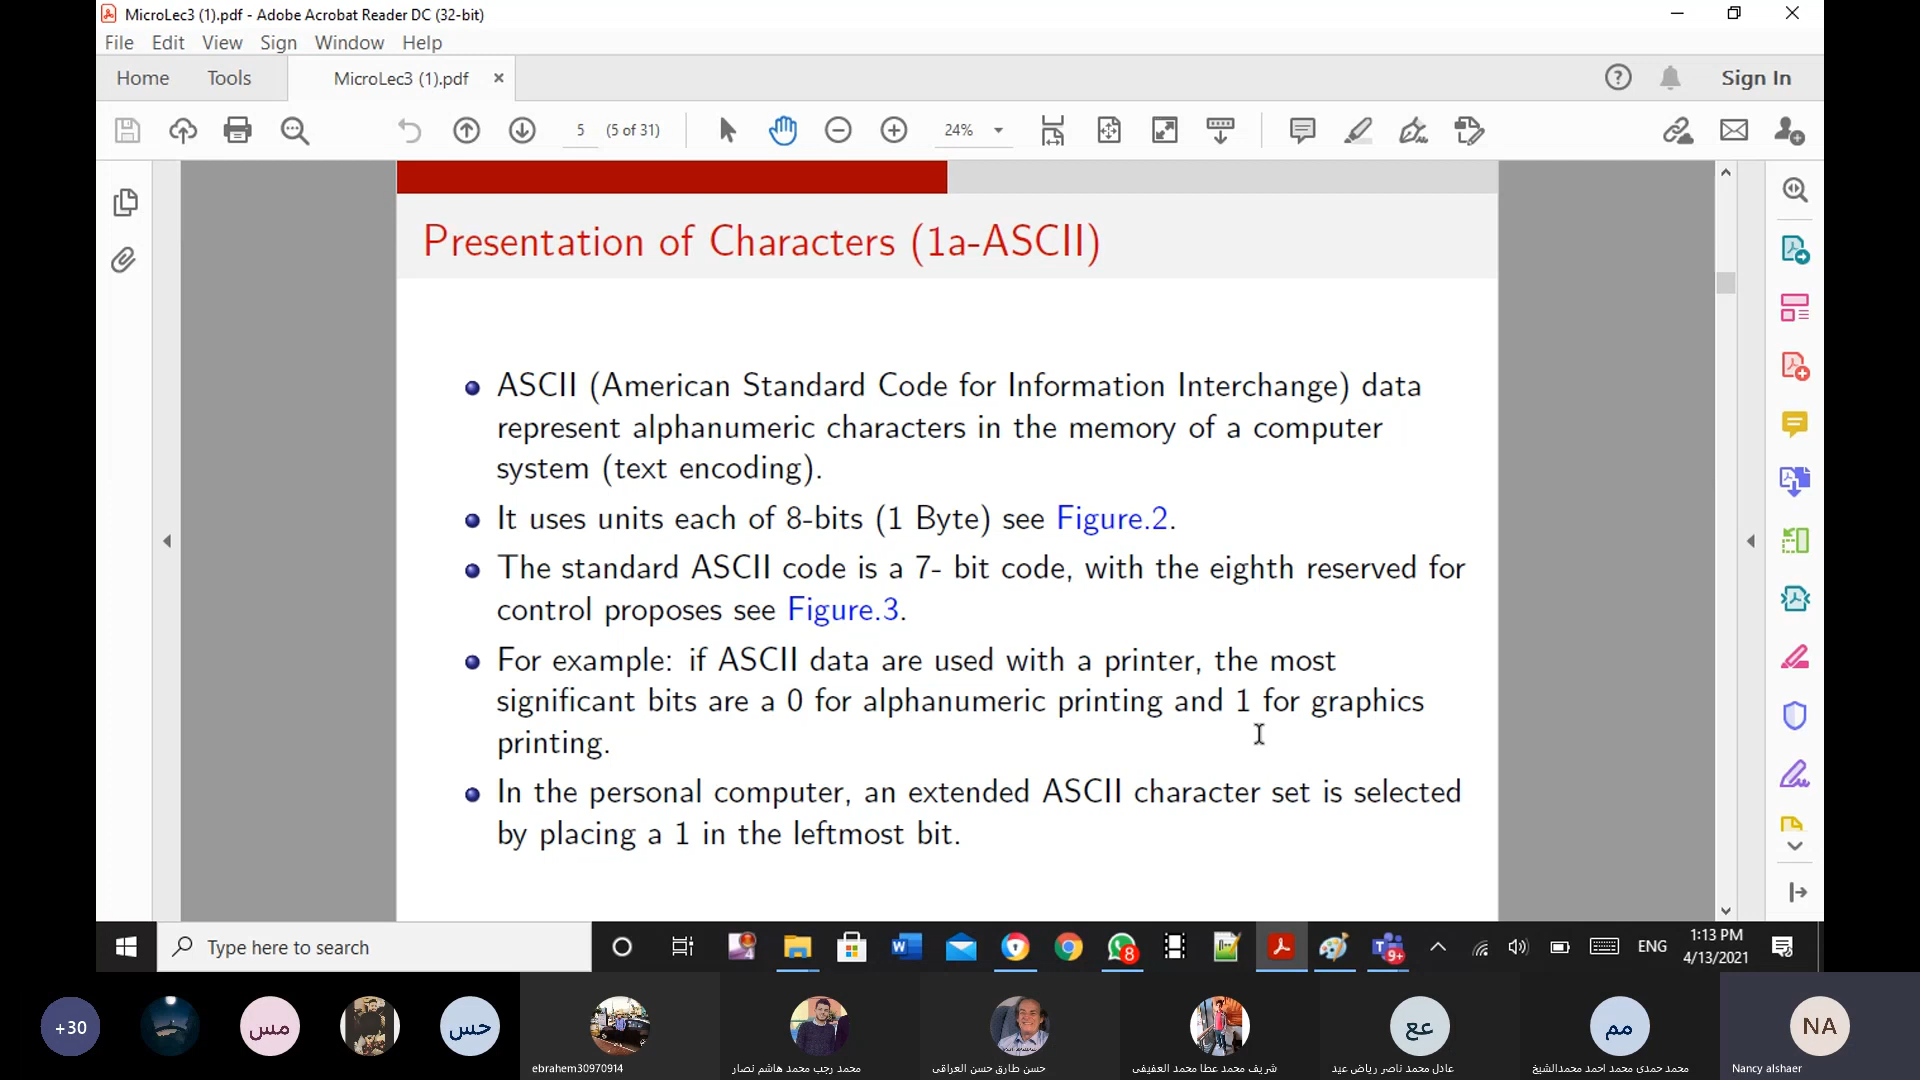 MicroLec3 (1).pdf - Adobe Acrobat Reader DC (32-bit)
File Edit View Sign Window Help
Home Tools MicroLec3 (1).pdf × Sign In
5 (5 of 31) 24%
Presentation of Characters (1a-ASCII)
ASCII (American Standard Code for Information Interchange) data
represent alphanumeric characters in the memory of a computer
system (text encoding).
It uses units each of 8-bits (1 Byte) see Figure.2.
The standard ASCII code is a 7- bit code, with the eighth reserved for
control proposes see Figure.3.
For example: if ASCII data are used with a printer, the most
significant bits are a 0 for alphanumeric printing and 1 for graphics
printing.
In the personal computer, an extended ASCII character set is selected
by placing a 1 in the leftmost bit.
Type here to search 8 9+ ENG 1:13 PM
4/13/2021
+30 مس حس عع مم NA
ebrahem30970914 محمد رجب محمد هاشم نصار حسن طارق حسن العراقى شريف محمد عطا محمد العفيفى عادل محمد ناصر رياض عيد محمد حمدى محمد احمد محمدالشيخ Nancy alshaer